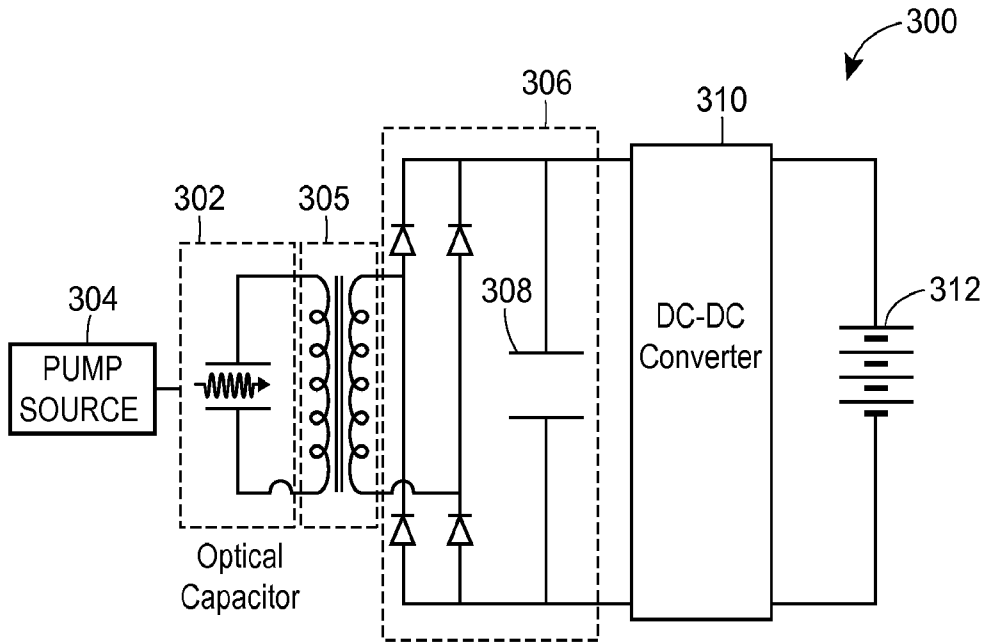 300
306
310
302
305
308
312
304
DC-DC
Converter
PUMP
SOURCE
Optical
Capacitor